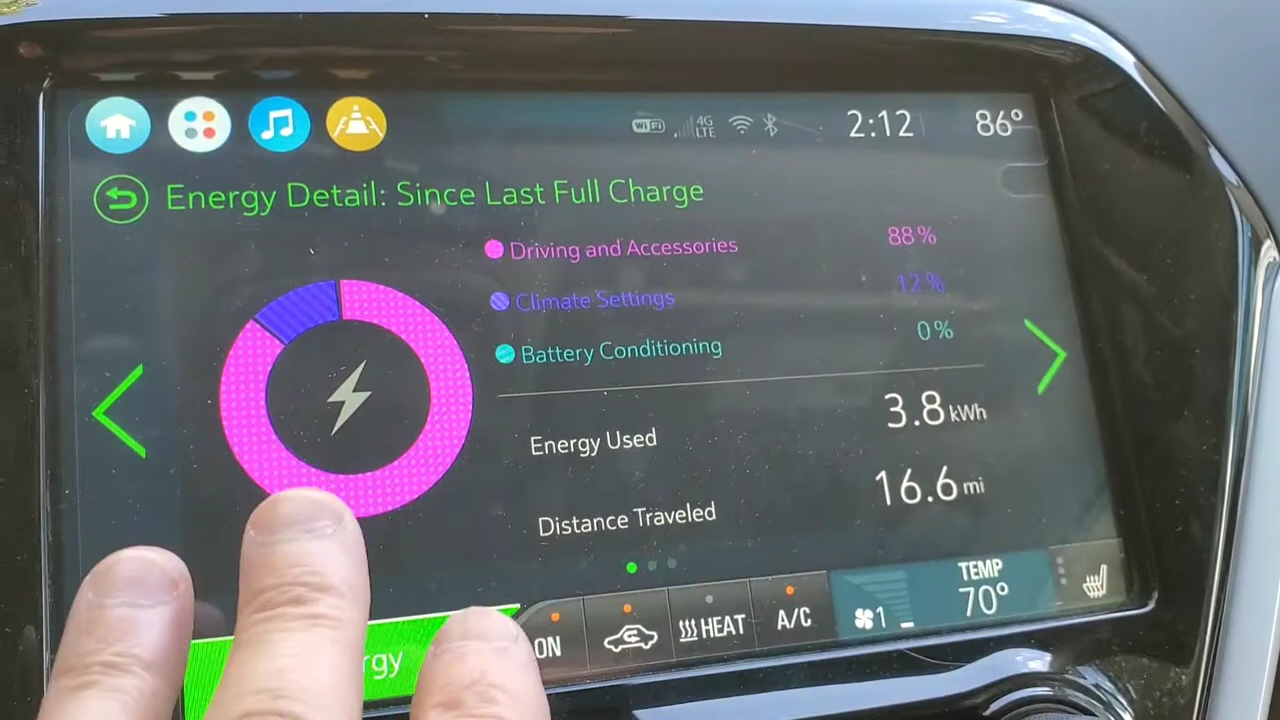 WiFi 4G LTE 2:12 86°
Energy Detail: Since Last Full Charge
Driving and Accessories 88%
Climate Settings 12%
Battery Conditioning 0%
Energy Used 3.8 kWh
Distance Traveled 16.6 mi
rgy ON HEAT A/C 1 TEMP 70°